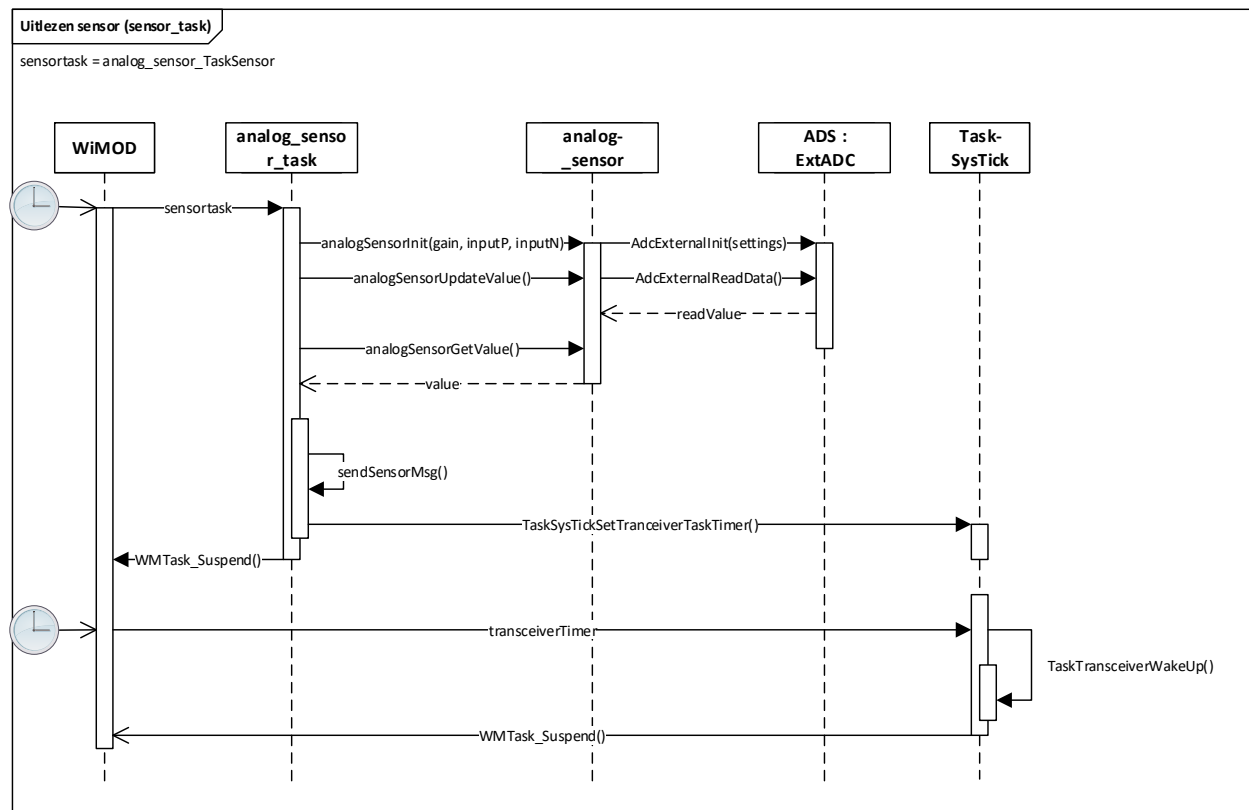 Uitlezen sensor (sensor_task)
sensortask = analog_sensor_TaskSensor
WiMOD
analog_senso
r_task
analog-
_sensor
ADS :
ExtADC
Task-
SysTick
sensortask
analogSensorInit(gain, inputP, inputN)
AdcExternalInit(settings)
analogSensorUpdateValue()
AdcExternalReadData()
readValue
analogSensorGetValue()
value
sendSensorMsg()
TaskSysTickSetTranceiverTaskTimer()
WMTask_Suspend()
transceiverTimer
TaskTransceiverWakeUp()
WMTask_Suspend()